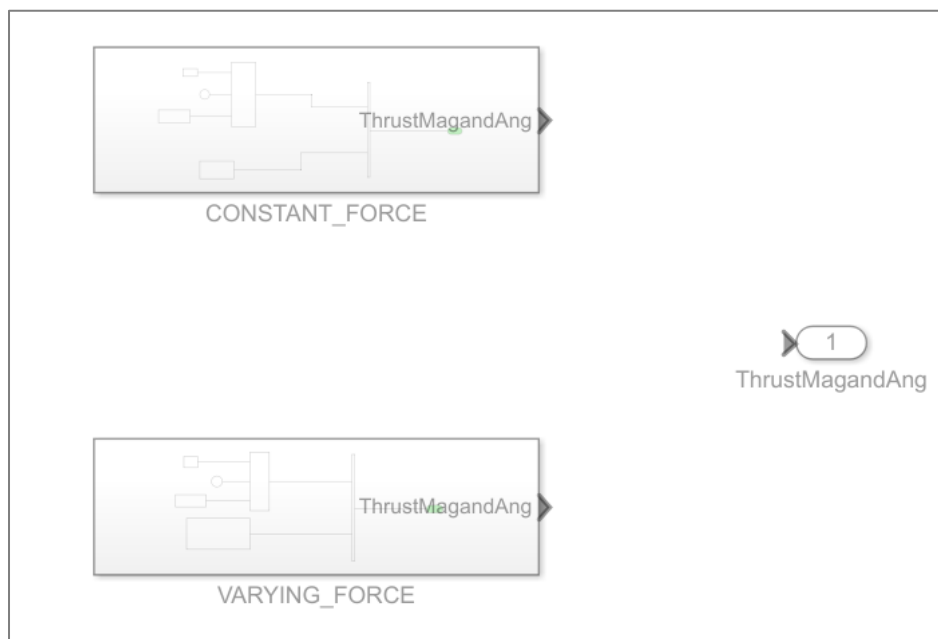 ThrustMagandAng
CONSTANT_FORCE
1
ThrustMagandAng
ThrustMagandAng
VARYING_FORCE